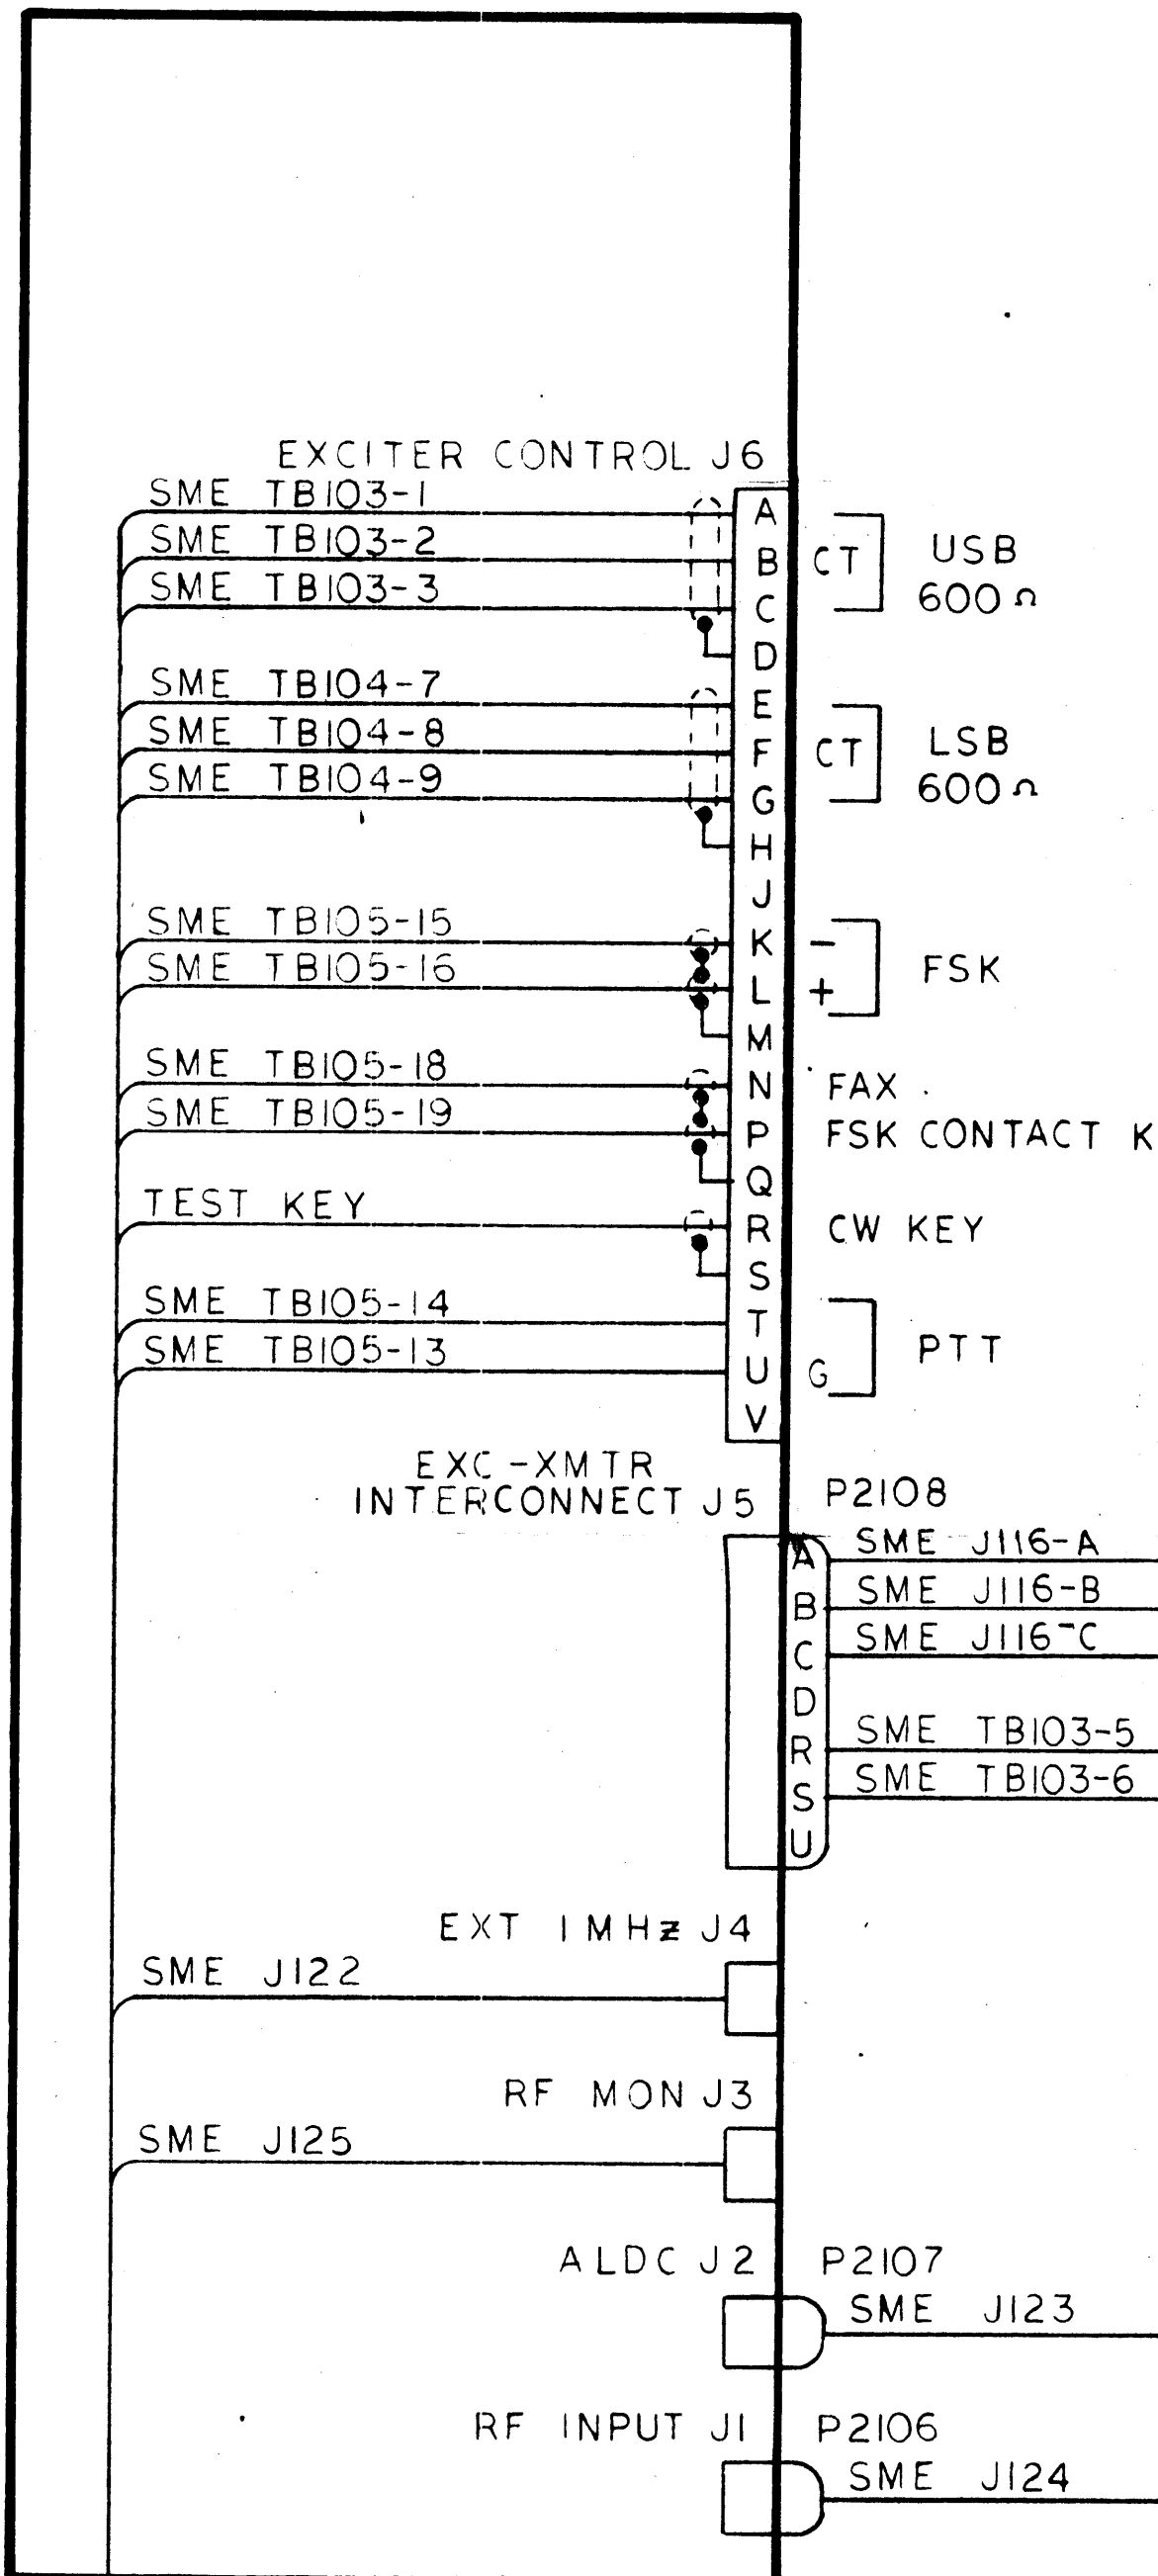 EXCITER CONTROL J6
SME TB103-1
A
SME TB103-2
B
CT
USB
SME TB103-3
C
600Ω
D
SME TB104-7
E
SME TB104-8
F
CT
LSB
SME TB104-9
G
600Ω
H
J
SME TB105-15
K
-
FSK
SME TB105-16
L
+
M
SME TB105-18
N
FAX
SME TB105-19
P
FSK CONTACT K
Q
TEST KEY
R
CW KEY
S
SME TB105-14
T
PTT
SME TB105-13
U
G
V
EXC-XMTR
INTERCONNECT J5
P2108
A
SME J116-A
B
SME J116-B
C
SME J116-C
D
R
SME TB103-5
S
SME TB103-6
U
EXT 1MHz J4
SME J122
RF MON J3
SME J125
ALDC J2
P2107
SME J123
RF INPUT J1
P2106
SME J124